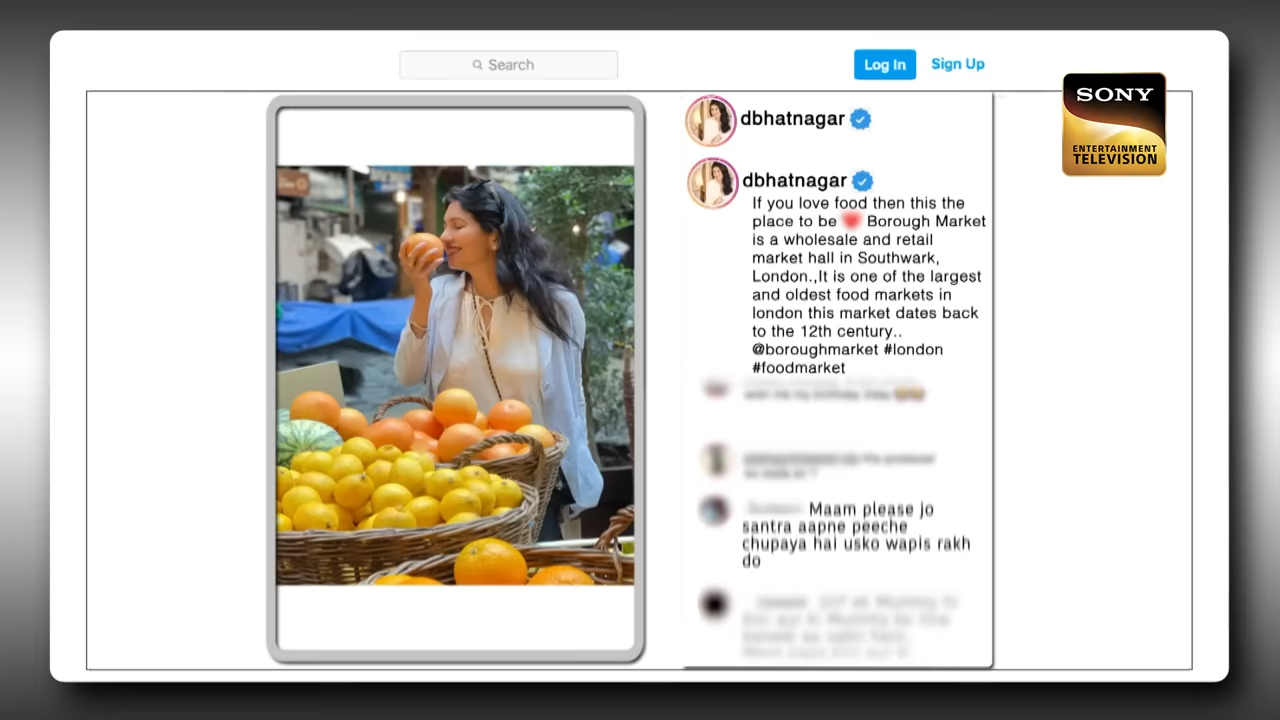 Search
Log In
Sign Up
SONY
ENTERTAINMENT
TELEVISION
dbhatnagar
dbhatnagar
If you love food then this the
place to be Borough Market
is a wholesale and retail
market hall in Southwark,
London.,It is one of the largest
and oldest food markets in
london this market dates back
to the 12th century..
@boroughmarket #london
#foodmarket
Maam please jo
santra aapne peeche
chupaya hai usko wapis rakh
do